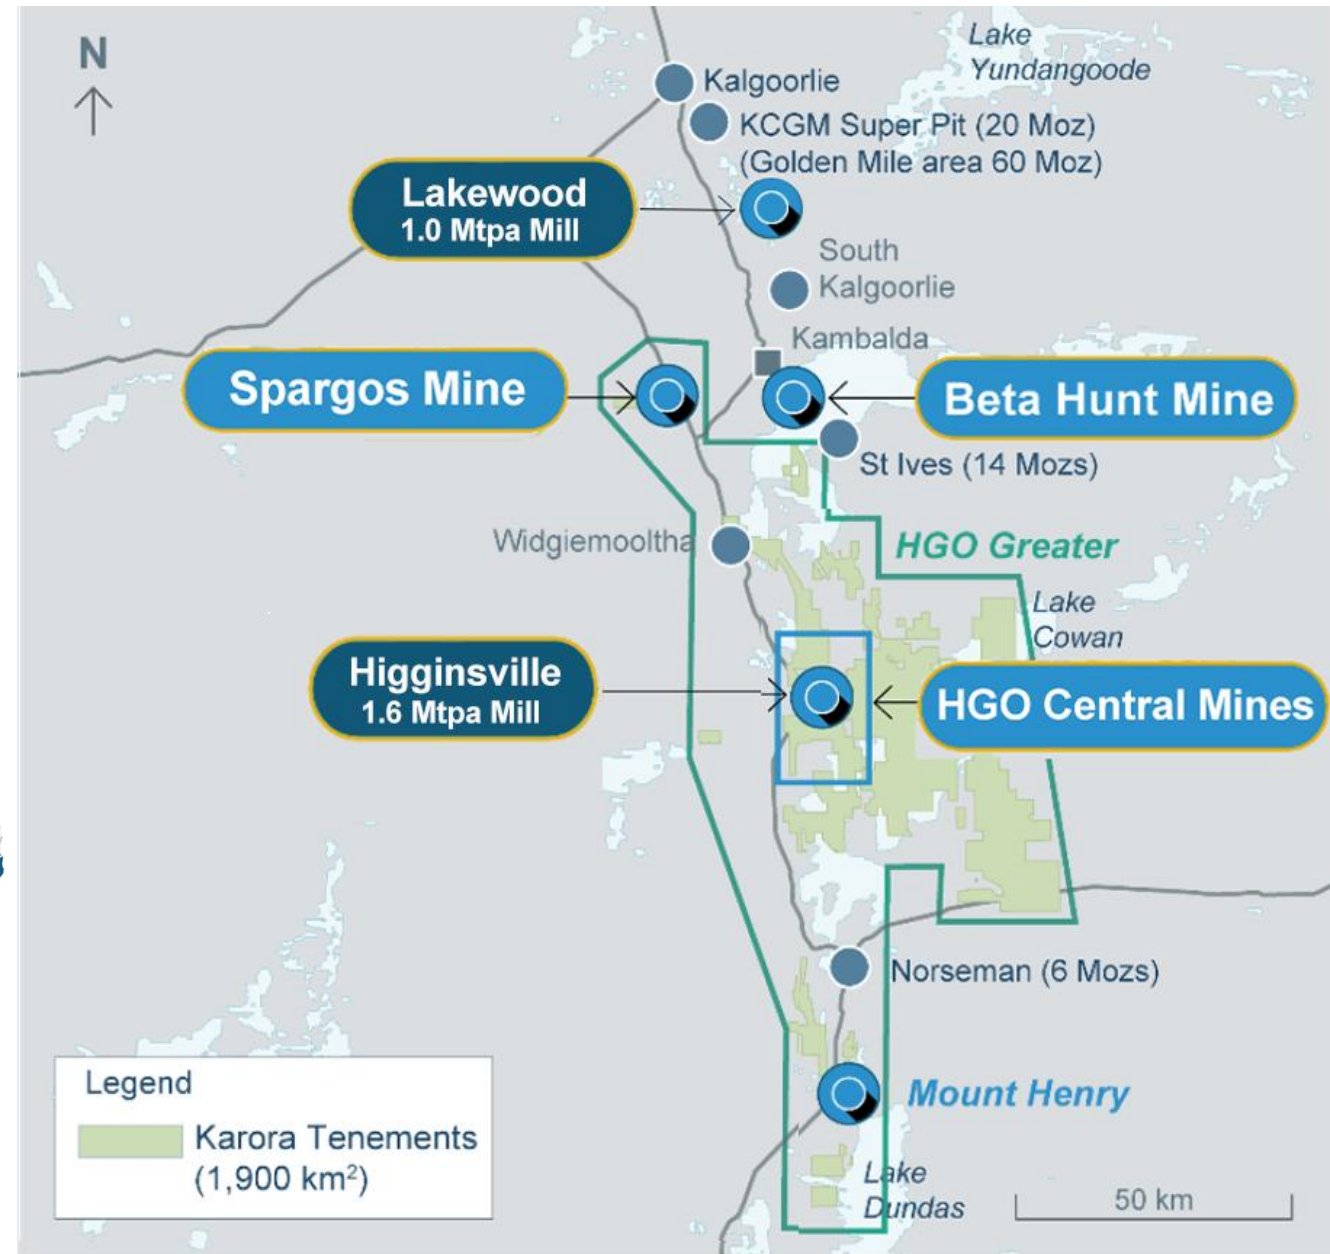 N
Lake
Yundangoode
Kalgoorlie
KCGM Super Pit (20 Moz)
(Golden Mile area 60 Moz)
Lakewood
1.0 Mtpa Mill
South
Kalgoorlie
Kambalda
Spargos Mine
Beta Hunt Mine
St Ives (14 Mozs)
Widgiemooltha
HGO Greater
Lake
Cowan
Higginsville
1.6 Mtpa Mill
HGO Central Mines
Norseman (6 Mozs)
Mount Henry
Legend
Karora Tenements
(1,900 km²)
Lake
Dundas
50 km